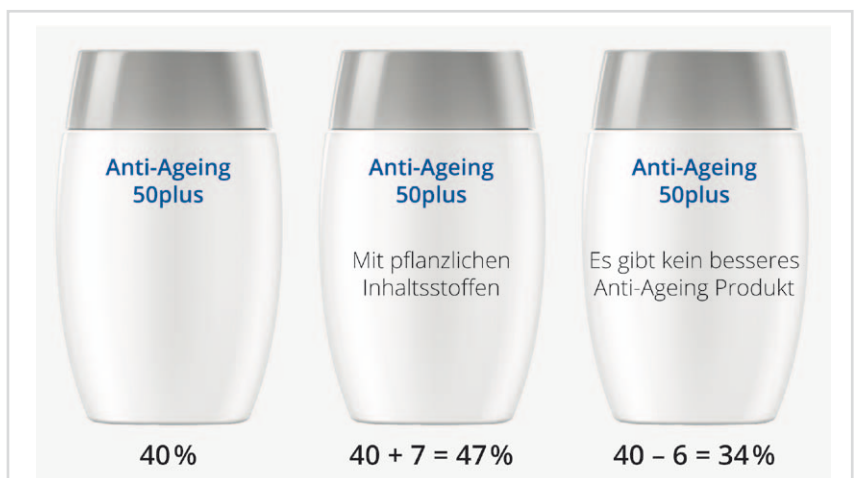 Anti-Ageing
50plus
Anti-Ageing
50plus
Mit pflanzlichen
Inhaltsstoffen
Anti-Ageing
50plus
Es gibt kein besseres
Anti-Ageing Produkt
40 %
40 + 7 = 47 %
40 – 6 = 34 %